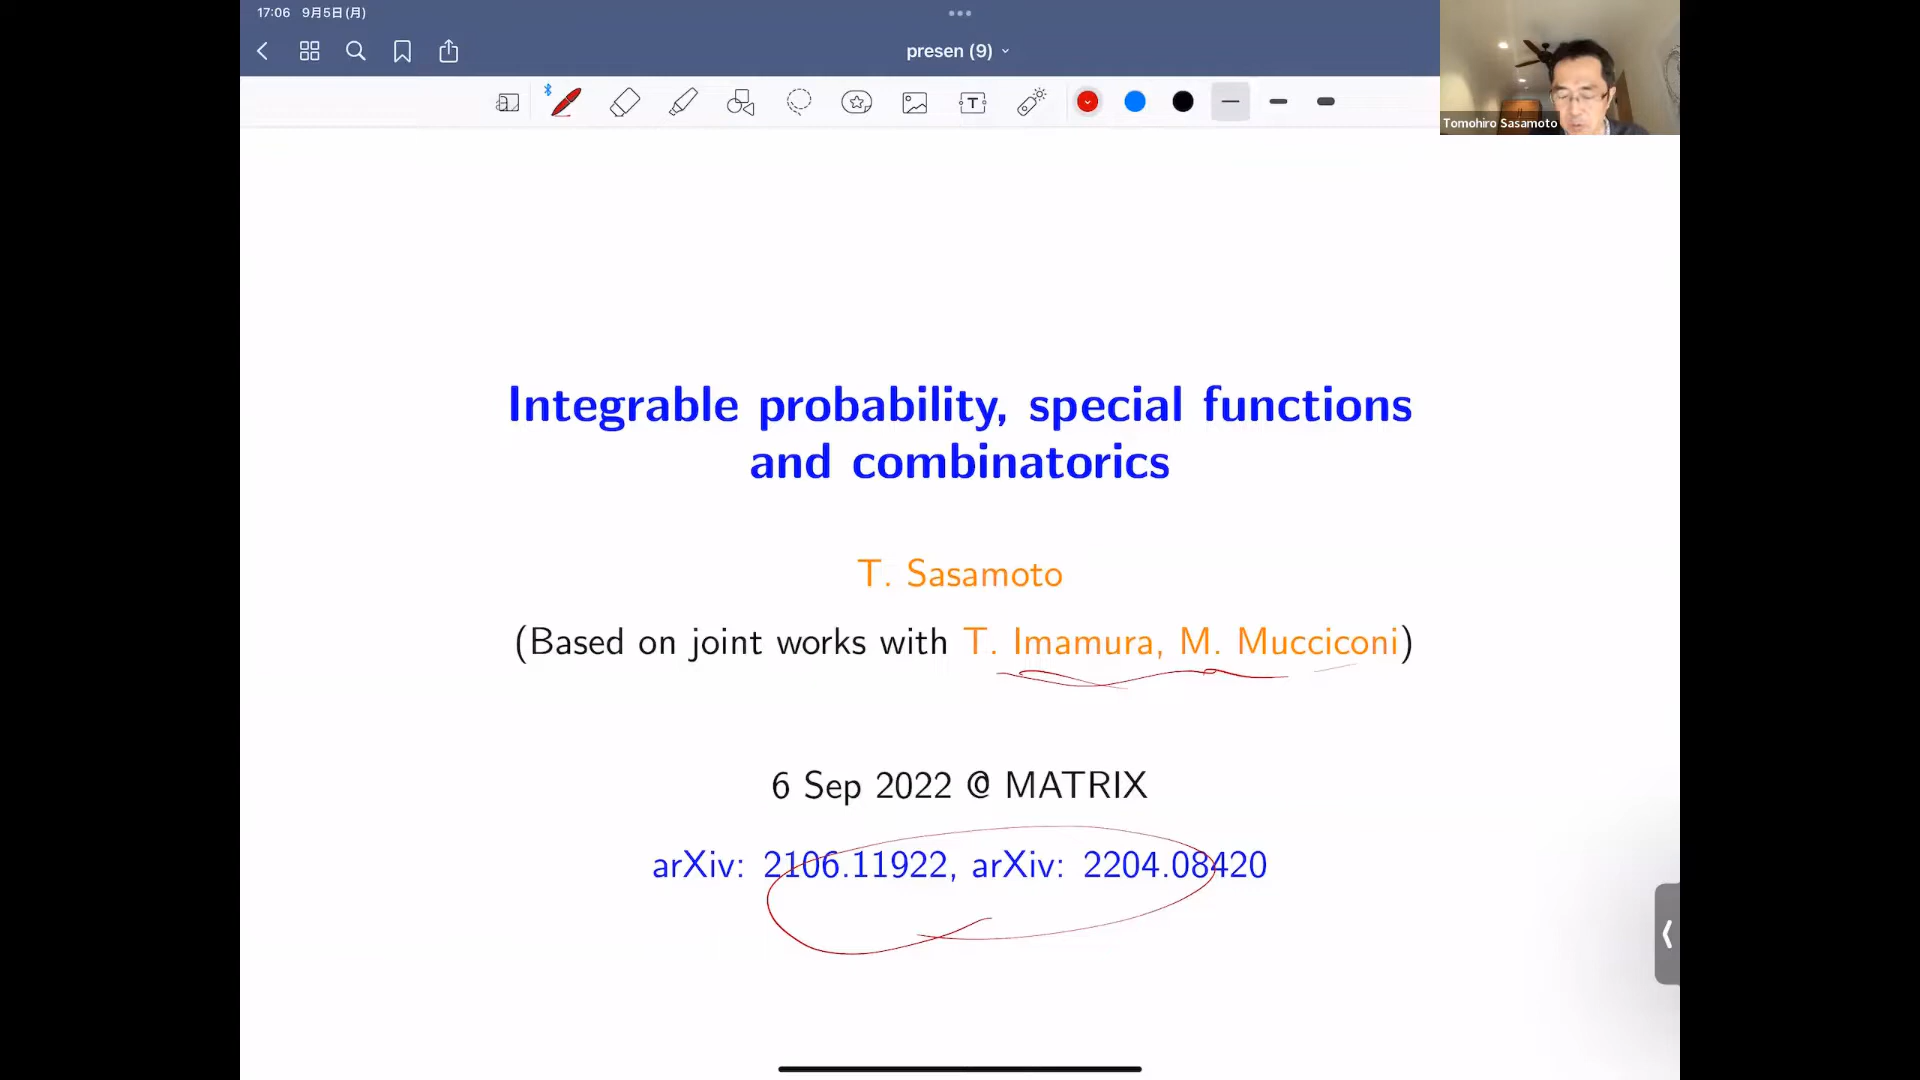 17:06 9月5日(月)
presen (9)
Tomohiro Sasamoto
Integrable probability, special functions
and combinatorics
T. Sasamoto
(Based on joint works with T. Imamura, M. Mucciconi)
6 Sep 2022 @ MATRIX
arXiv: 2106.11922, arXiv: 2204.08420